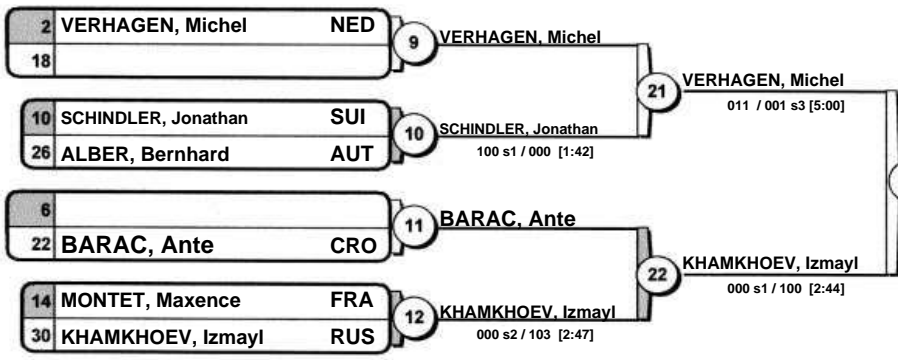 2 VERHAGEN, Michel NED
18
9
VERHAGEN, Michel
10 SCHINDLER, Jonathan SUI
26 ALBER, Bernhard AUT
10
SCHINDLER, Jonathan
100 s1 / 000 [1:42]
21
VERHAGEN, Michel
011 / 001 s3 [5:00]
6
22 BARAC, Ante CRO
11
BARAC, Ante
14 MONTET, Maxence FRA
30 KHAMKHOEV, Izmayl RUS
12
KHAMKHOEV, Izmayl
000 s2 / 103 [2:47]
22
KHAMKHOEV, Izmayl
000 s1 / 100 [2:44]